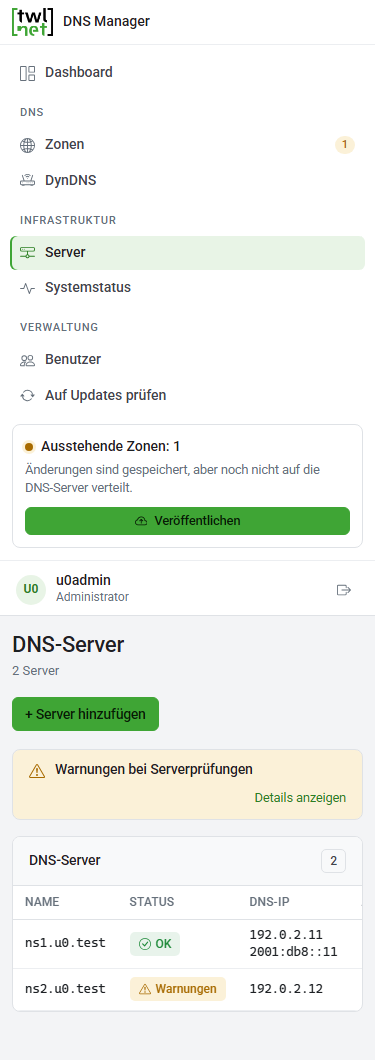 twl
net
DNS Manager
Dashboard
DNS
Zonen 1
DynDNS
INFRASTRUKTUR
Server
Systemstatus
VERWALTUNG
Benutzer
Auf Updates prüfen
Ausstehende Zonen: 1
Änderungen sind gespeichert, aber noch nicht auf die
DNS-Server verteilt.
Veröffentlichen
U0
u0admin
Administrator
DNS-Server
2 Server
+ Server hinzufügen
Warnungen bei Serverprüfungen
Details anzeigen
DNS-Server 2
NAME STATUS DNS-IP
ns1.u0.test OK 192.0.2.11
2001:db8::11
ns2.u0.test Warnungen 192.0.2.12